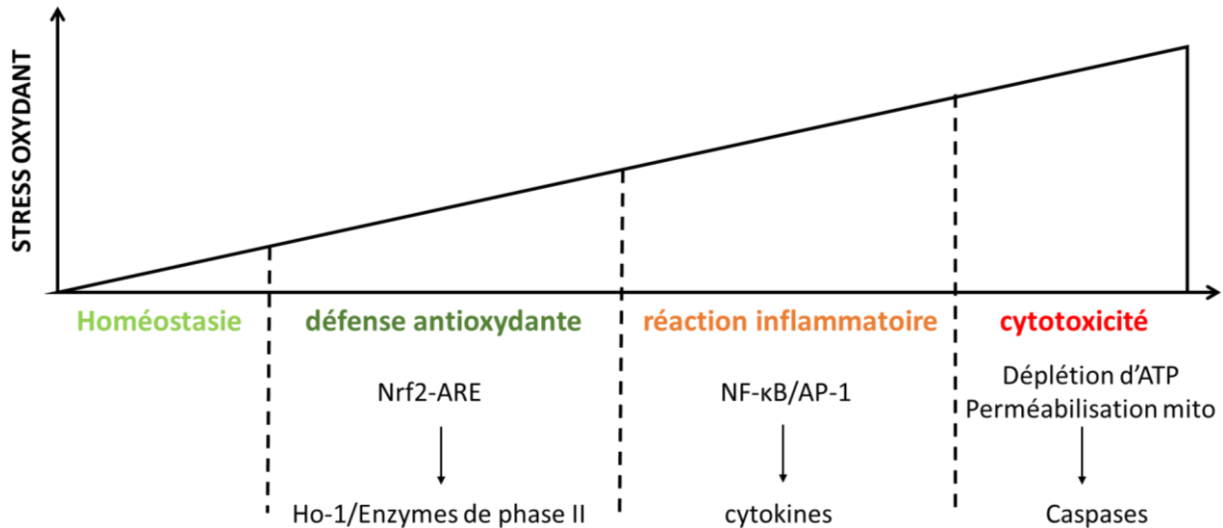 STRESS OXYDANT
Homéostasie
défense antioxydante
réaction inflammatoire
cytotoxicité
Nrf2-ARE
NF-κB/AP-1
Déplétion d’ATP
Perméabilisation mito
Ho-1/Enzymes de phase II
cytokines
Caspases